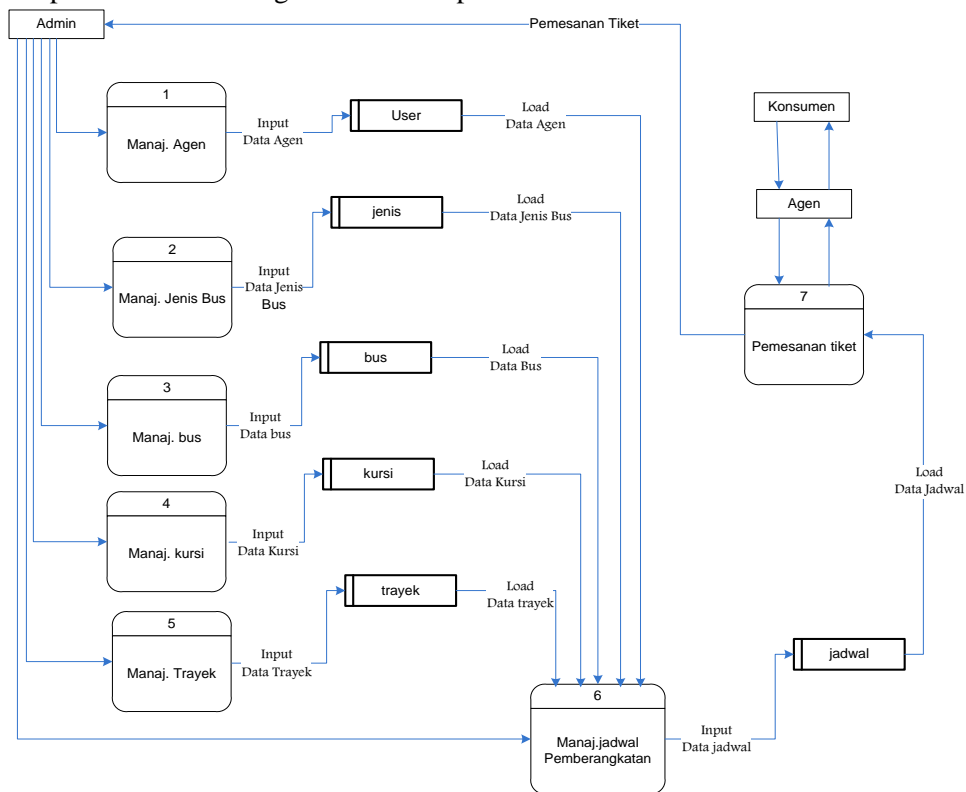 Admin
Pemesanan Tiket
1
Manaj. Agen
Input
Data Agen
User
Load
Data Agen
Konsumen
Agen
2
Manaj. Jenis Bus
Input
Data Jenis
Bus
jenis
Load
Data Jenis Bus
7
Pemesanan tiket
3
Manaj. bus
Input
Data bus
bus
Load
Data Bus
4
Manaj. kursi
Input
Data Kursi
kursi
Load
Data Kursi
Load
Data Jadwal
5
Manaj. Trayek
Input
Data Trayek
trayek
Load
Data trayek
6
Manaj.jadwal
Pemberangkatan
Input
Data jadwal
jadwal